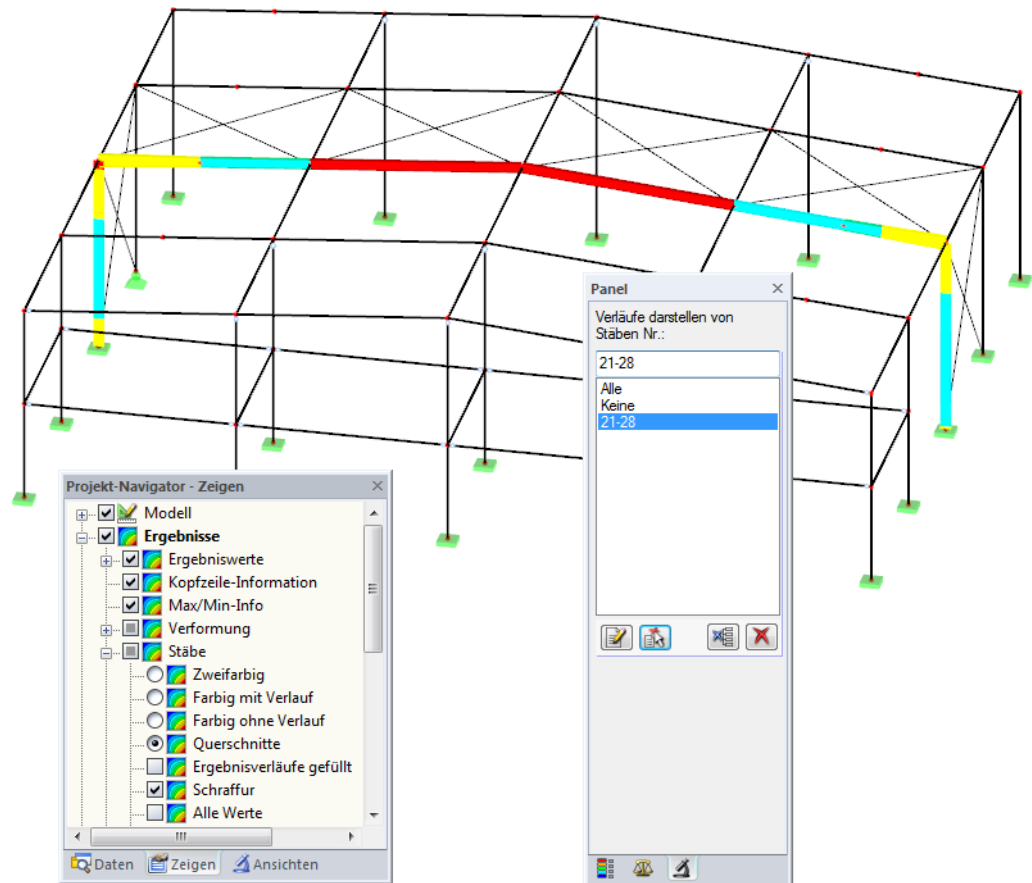 Panel
Verläufe darstellen von
Stäben Nr.:
21-28
Alle
Keine
21-28
Projekt-Navigator - Zeigen
Modell
Ergebnisse
Ergebniswerte
Kopfzeile-Information
Max/Min-Info
Verformung
Stäbe
Zweifarbig
Farbig mit Verlauf
Farbig ohne Verlauf
Querschnitte
Ergebnisverläufe gefüllt
Schraffur
Alle Werte
Daten Zeigen Ansichten